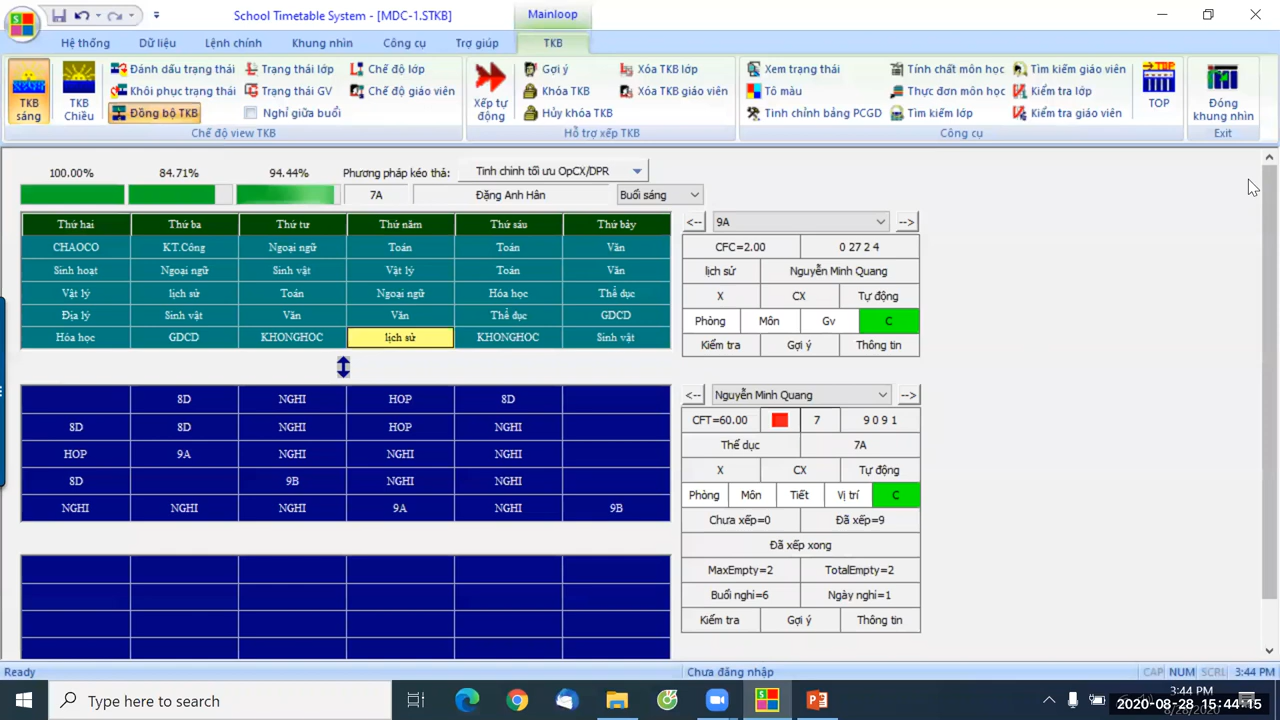 School Timetable System - [MDC-1.STKB]
Mainloop
Hệ thống Dữ liệu Lệnh chính Khung nhìn Công cụ Trợ giúp TKB
TKB sáng
TKB Chiều
Đánh dấu trạng thái Trạng thái lớp Chế độ lớp
Khôi phục trạng thái Trạng thái GV Chế độ giáo viên
Đồng bộ TKB Nghỉ giữa buổi
Chế độ view TKB
Xếp tự động
Gợi ý Xóa TKB lớp
Khóa TKB Xóa TKB giáo viên
Hủy khóa TKB
Hỗ trợ xếp TKB
Xem trạng thái Tính chất môn học Tìm kiếm giáo viên
Tô màu Thực đơn môn học Kiểm tra lớp
Tinh chỉnh bảng PCGD Tìm kiếm lớp Kiểm tra giáo viên
Công cụ
TOP
TOP
Đóng khung nhìn
Exit
100.00% 84.71% 94.44% Phương pháp kéo thả: Tinh chỉnh tối ưu OpCX/DPR
7A Đặng Anh Hân Buổi sáng
Thứ hai Thứ ba Thứ tư Thứ năm Thứ sáu Thứ bảy
CHAOCO KT.Công Ngoại ngữ Toán Toán Văn
Sinh hoạt Ngoại ngữ Sinh vật Vật lý Toán Văn
Vật lý lịch sử Toán Ngoại ngữ Hóa học Thể dục
Địa lý Sinh vật Văn Văn Thể dục GDCD
Hóa học GDCD KHONGHOC lịch sử KHONGHOC Sinh vật
<-- 9A -->
CFC=2.00 0 27 2 4
lịch sử Nguyễn Minh Quang
X CX Tự động
Phòng Môn Gv C
Kiểm tra Gợi ý Thông tin
8D NGHI HOP 8D
8D 8D NGHI HOP NGHI
HOP 9A NGHI NGHI NGHI
8D 9B NGHI NGHI
NGHI NGHI NGHI 9A NGHI 9B
<-- Nguyễn Minh Quang -->
CFT=60.00 7 9 0 9 1
Thể dục 7A
X CX Tự động
Phòng Môn Tiết Vị trí C
Chưa xếp=0 Đã xếp=9
Đã xếp xong
MaxEmpty=2 TotalEmpty=2
Buổi nghỉ=6 Ngày nghỉ=1
Kiểm tra Gợi ý Thông tin
Ready Chưa đăng nhập CAP NUM SCRL 3:44 PM
Type here to search
3:44 PM
2020-08-28 15:44:15